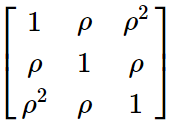 1 ρ ρ²
ρ 1 ρ
ρ² ρ 1